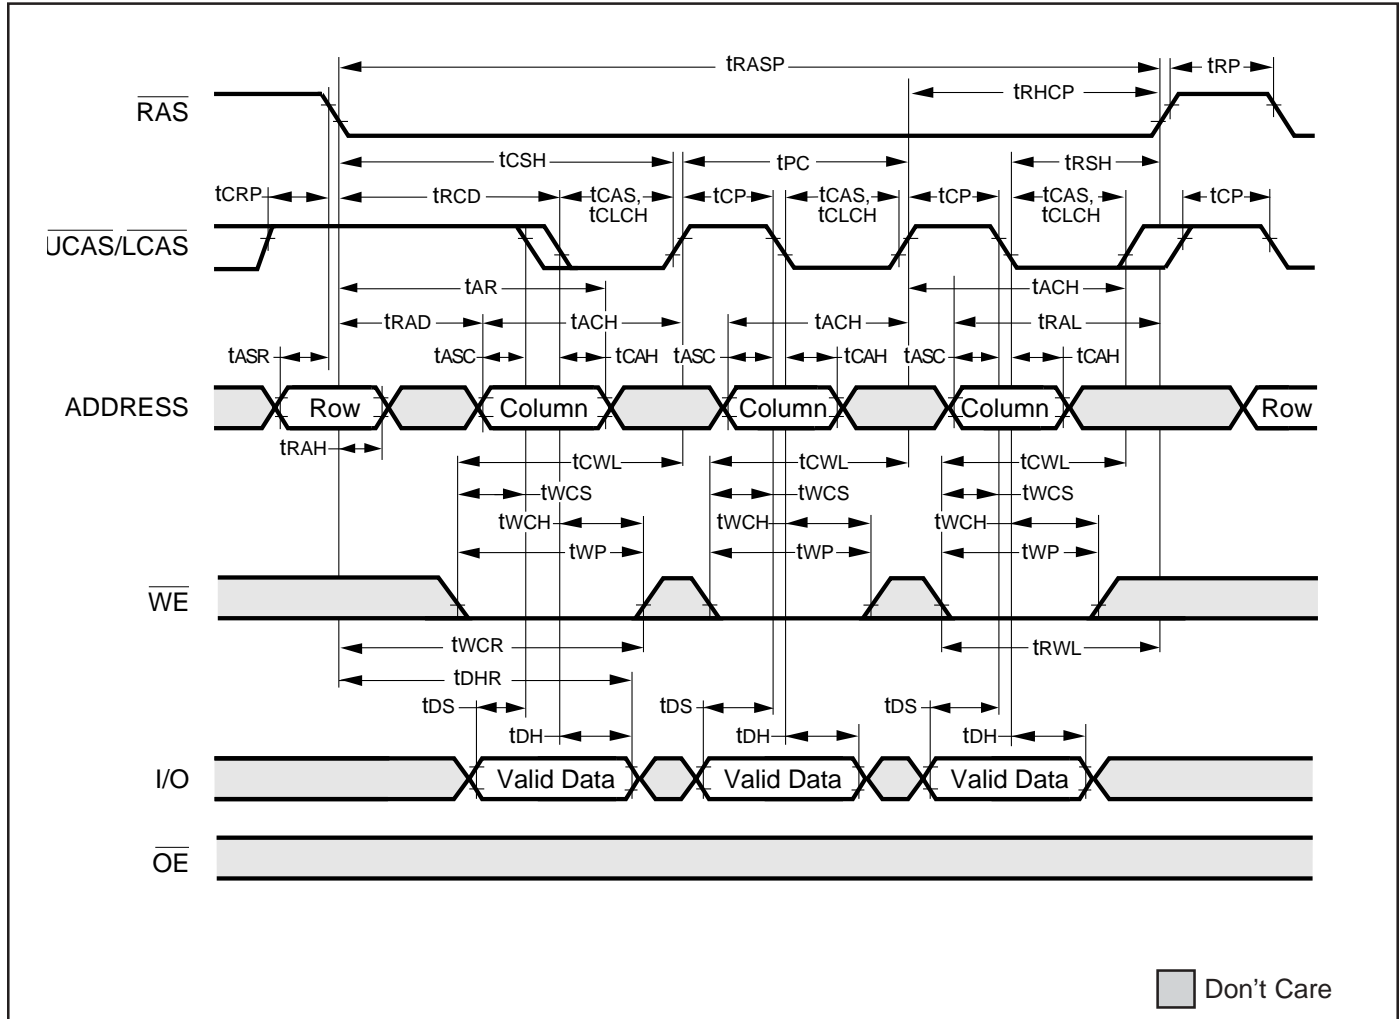 tRASP tRP
tRHCP
RAS
tCSH tPC tRSH
tCRP tRCD tCAS, tCLCH tCP tCAS, tCLCH tCP tCAS, tCLCH tCP
UCAS/LCAS
tAR tACH
tRAD tACH tACH tRAL
tASR tASC tCAH tASC tCAH tASC tCAH
ADDRESS Row Column Column Column Row
tRAH
tCWL tCWL tCWL
tWCS tWCS tWCS
tWCH tWCH tWCH
tWP tWP tWP
WE
tWCR tRWL
tDHR
tDS tDS tDS
tDH tDH tDH
I/O Valid Data Valid Data Valid Data
OE
Don't Care